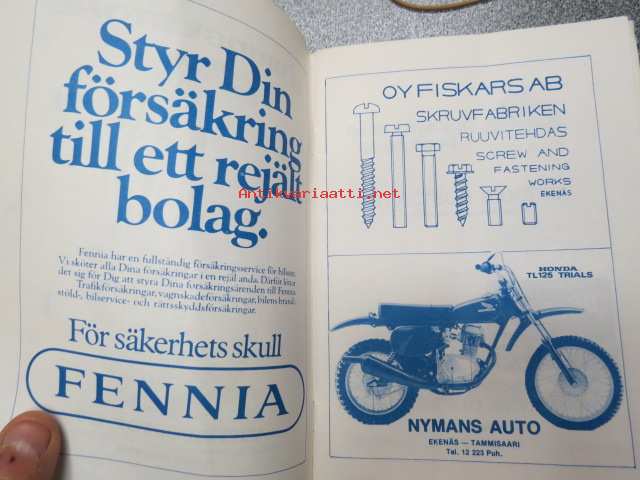 Styr Din
försäkring
till ett rejält
bolag.
Fennia har en fullständig försäkringsservice för bilister.
Vi sköter alla Dina försäkringar i en rejäl anda. Därför lönar
det sig för Dig att styra Dina försäkringsärenden till Fennia.
Trafikförsäkringar, vagnskadeförsäkringar, bilens brand-,
stöld-, bilservice- och rättsskyddsförsäkringar.
För säkerhets skull
FENNIA
OY FISKARS AB
SKRUVFABRIKEN
RUUVITEHDAS
SCREW AND
FASTENING
WORKS
EKENÄS
HONDA
TL125 TRIALS
NYMANS AUTO
EKENÄS — TAMMISAARI
Tel. 12 223 Puh.
Antikvariaatti.net